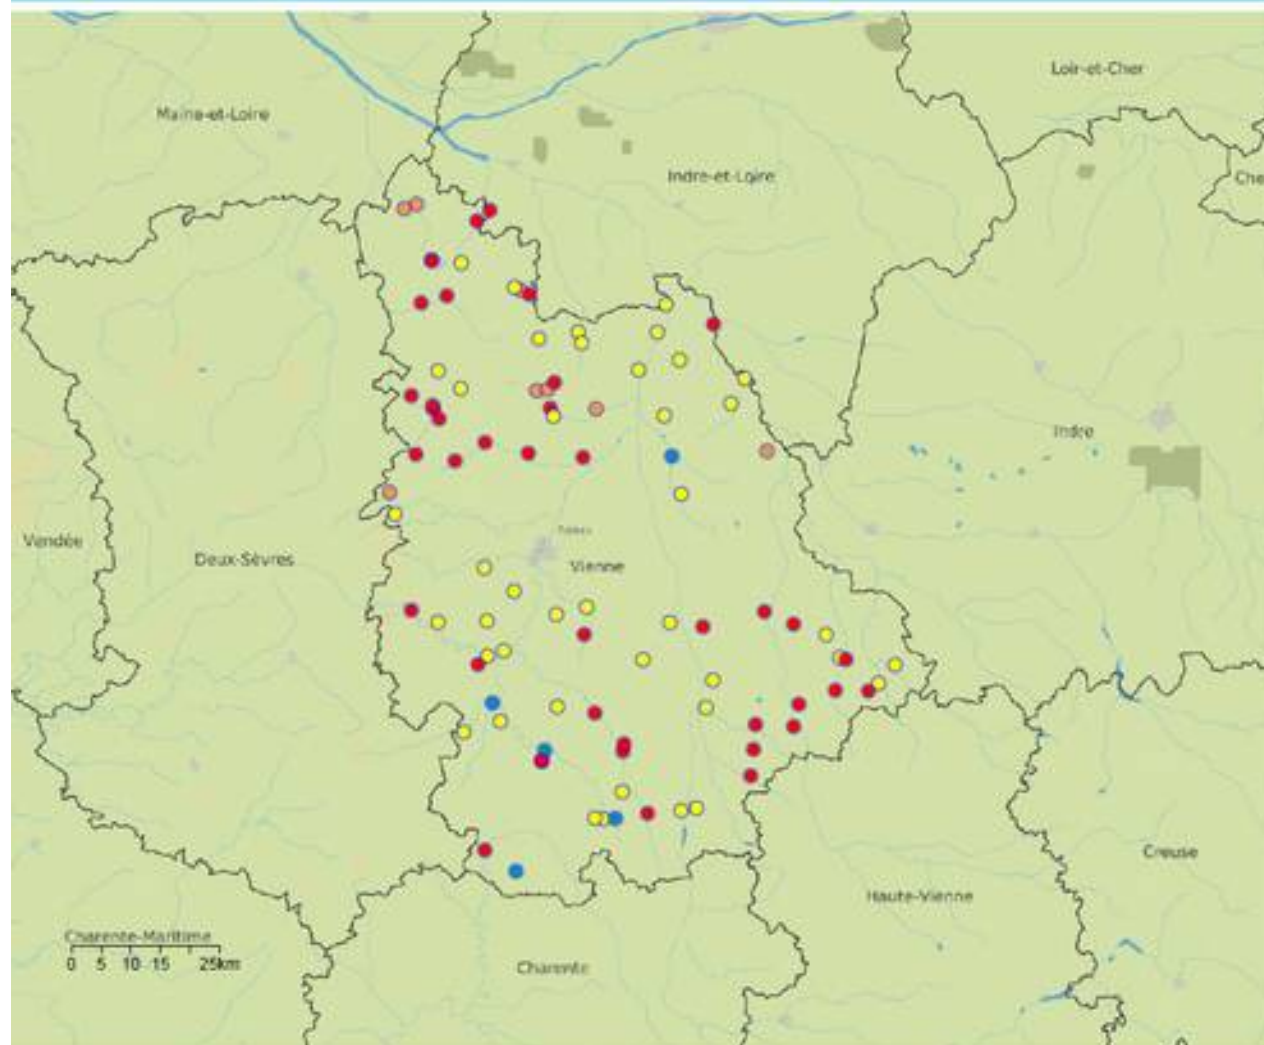 Loir-et-Cher
Maine-et-Loire
Indre-et-Loire
Che
Indre
Vendée
Deux-Sèvres
Vienne
Creuse
Haute-Vienne
Charente-Maritime
0 5 10 15 25km
Charente